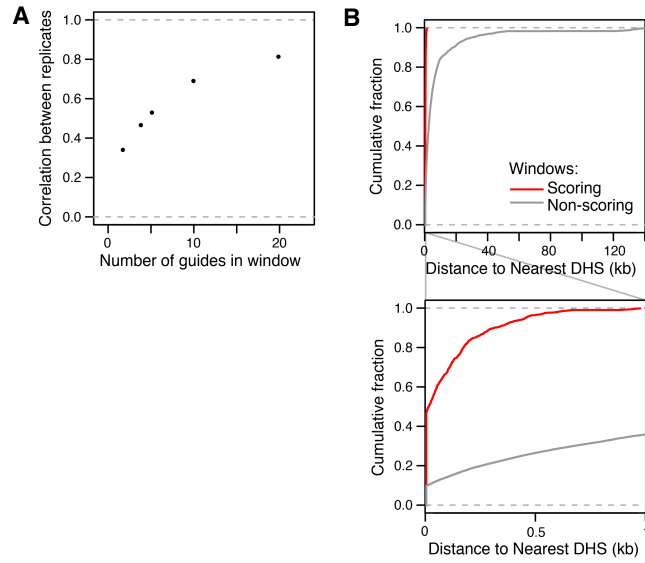 A
Correlation between replicates
1.0
0.8
0.6
0.4
0.2
0.0
0
5
10
15
20
Number of guides in window
B
Cumulative fraction
1.0
0.8
0.6
0.4
0.2
0.0
Windows:
Scoring
Non-scoring
0
40
80
120
Distance to Nearest DHS (kb)
Cumulative fraction
1.0
0.8
0.6
0.4
0.2
0.0
0
0.5
Distance to Nearest DHS (kb)